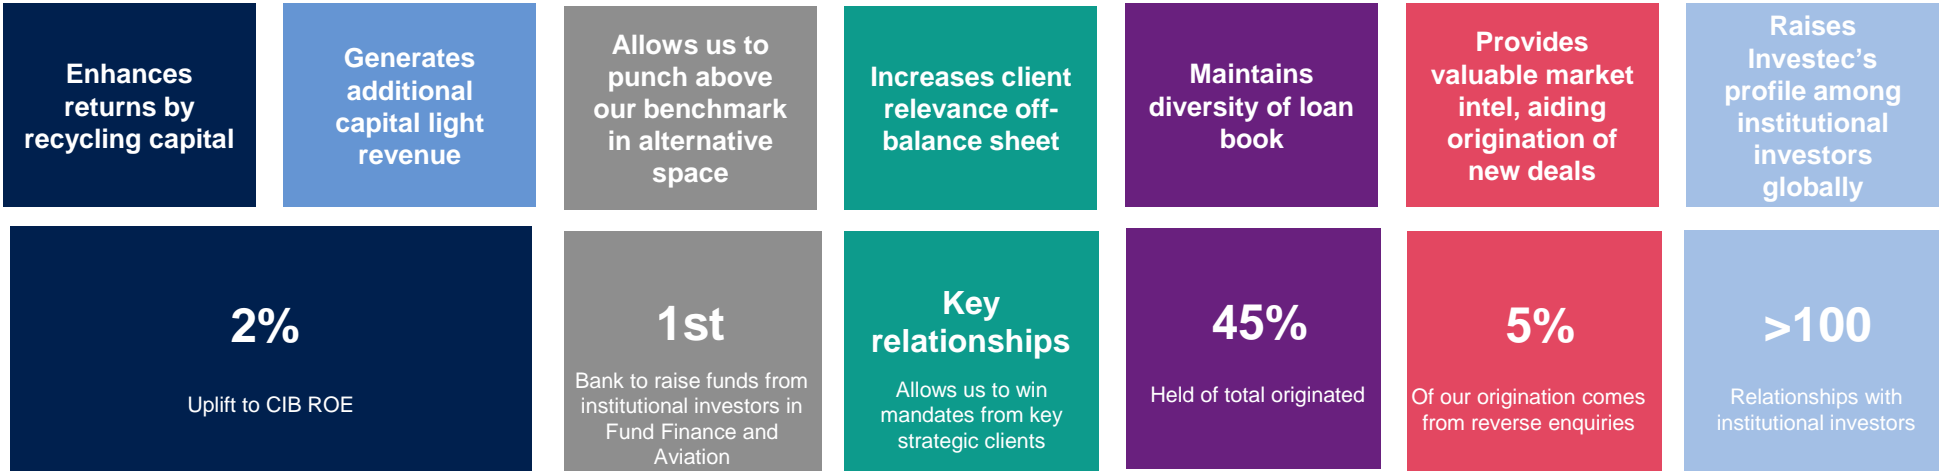 Enhances
returns by
recycling capital
Generates
additional
capital light
revenue
Allows us to
punch above
our benchmark
in alternative
space
Increases client
relevance off-
balance sheet
Maintains
diversity of loan
book
Provides
valuable market
intel, aiding
origination of
new deals
Raises
Investec’s
profile among
institutional
investors
globally
2%
Uplift to CIB ROE
1st
Bank to raise funds from
institutional investors in
Fund Finance and
Aviation
Key
relationships
Allows us to win
mandates from key
strategic clients
45%
Held of total originated
5%
Of our origination comes
from reverse enquiries
>100
Relationships with
institutional investors